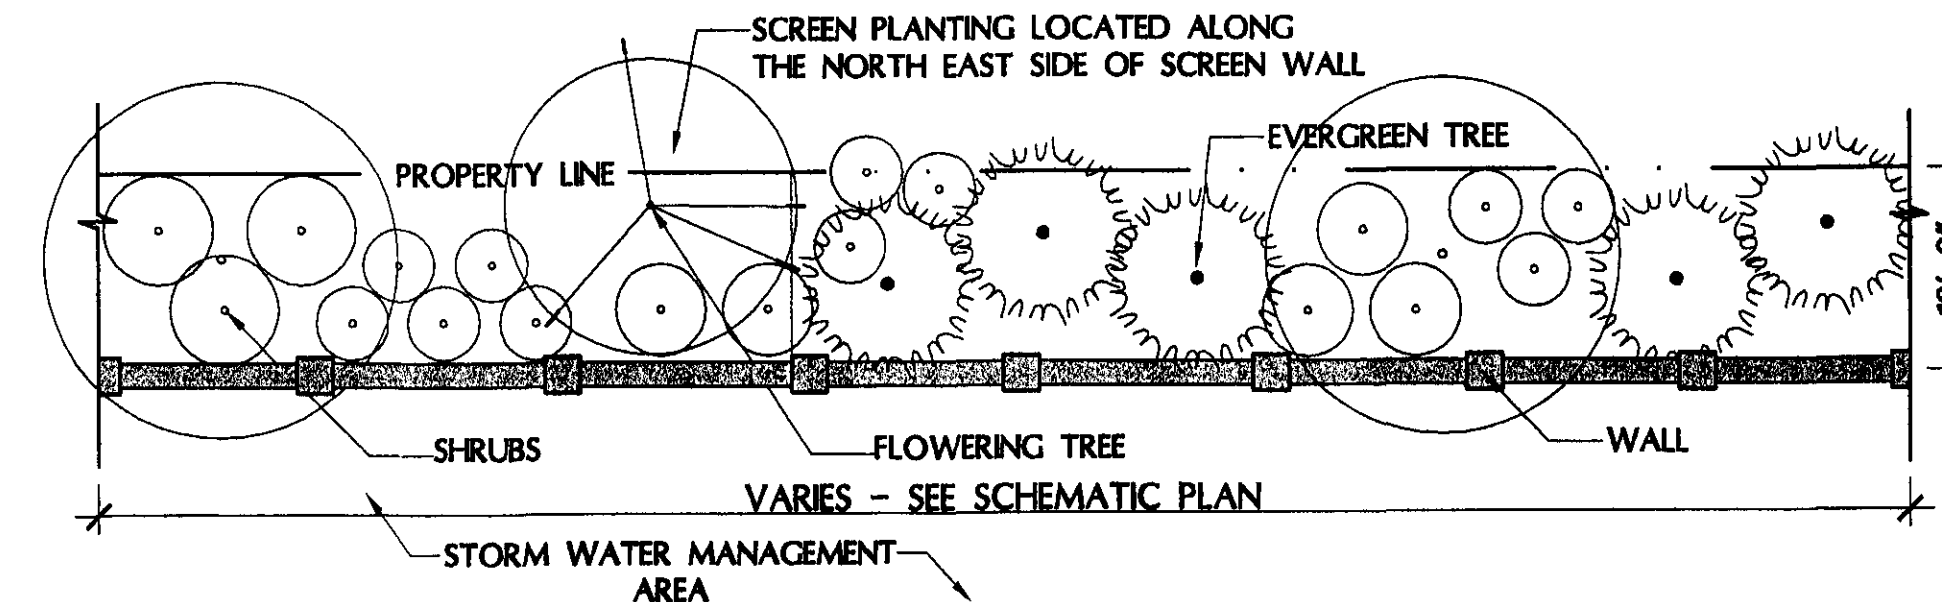 SCREEN PLANTING LOCATED ALONG
THE NORTH EAST SIDE OF SCREEN WALL
EVERGREEN TREE
PROPERTY LINE
SHRUBS
FLOWERING TREE
WALL
VARIES - SEE SCHEMATIC PLAN
STORM WATER MANAGEMENT
AREA